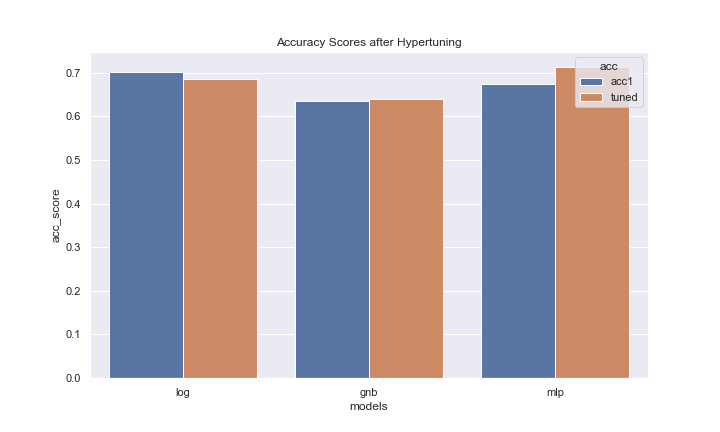 Accuracy Scores after Hypertuning
acc
acc1
tuned
0.7
0.6
0.5
0.4
0.3
0.2
0.1
0.0
acc_score
log gnb mlp
models